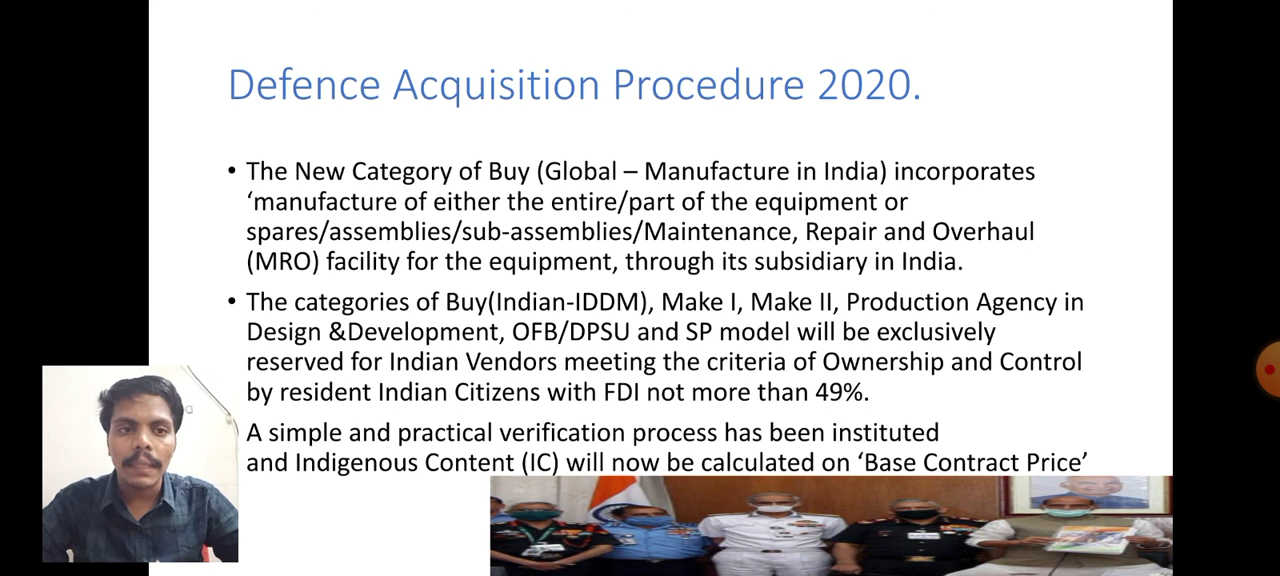 Defence Acquisition Procedure 2020.
• The New Category of Buy (Global – Manufacture in India) incorporates
‘manufacture of either the entire/part of the equipment or
spares/assemblies/sub-assemblies/Maintenance, Repair and Overhaul
(MRO) facility for the equipment, through its subsidiary in India.
• The categories of Buy(Indian-IDDM), Make I, Make II, Production Agency in
Design &Development, OFB/DPSU and SP model will be exclusively
reserved for Indian Vendors meeting the criteria of Ownership and Control
by resident Indian Citizens with FDI not more than 49%.
A simple and practical verification process has been instituted
and Indigenous Content (IC) will now be calculated on ‘Base Contract Price’